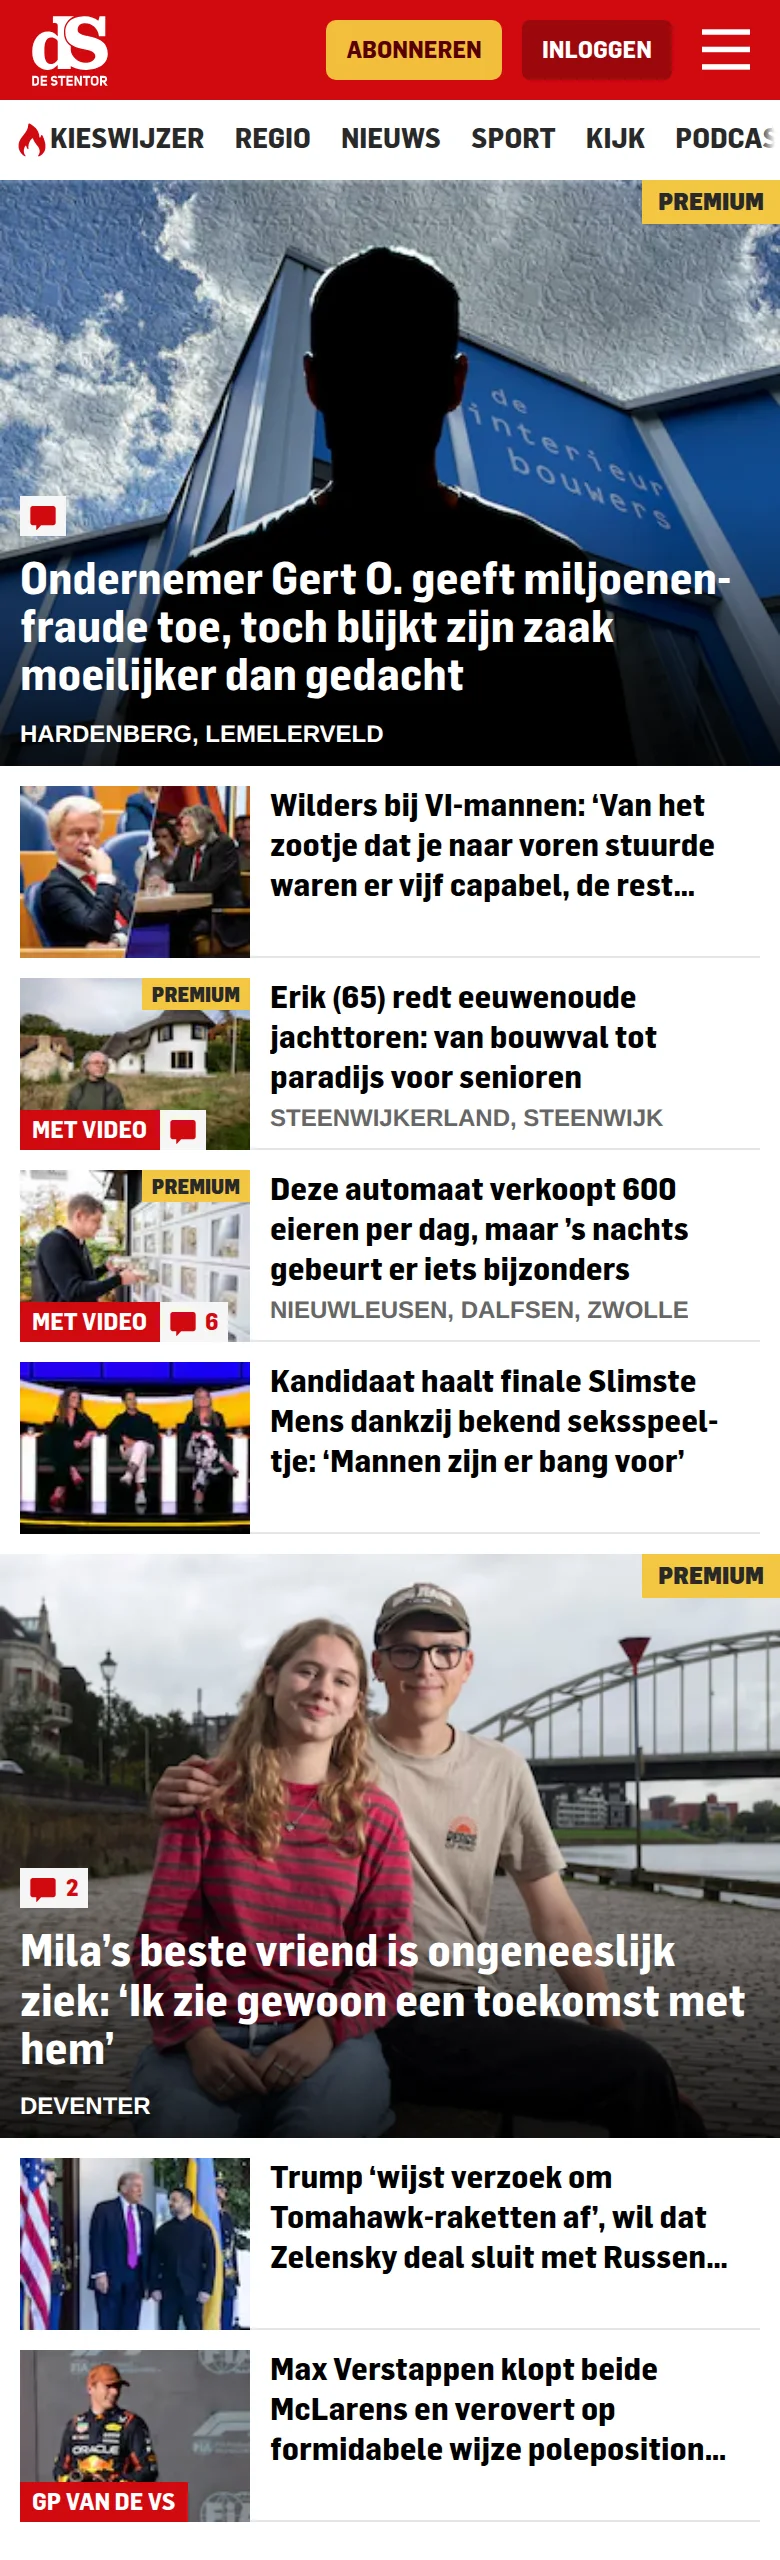 dS
DE STENTOR
ABONNEREN
INLOGGEN
KIESWIJZER REGIO NIEUWS SPORT KIJK PODCAS
PREMIUM
de
interieur
bouwers
Ondernemer Gert O. geeft miljoenen-
fraude toe, toch blijkt zijn zaak
moeilijker dan gedacht
HARDENBERG, LEMELERVELD
Wilders bij VI-mannen: ‘Van het
zootje dat je naar voren stuurde
waren er vijf capabel, de rest...
PREMIUM
MET VIDEO
Erik (65) redt eeuwenoude
jachttoren: van bouwval tot
paradijs voor senioren
STEENWIJKERLAND, STEENWIJK
PREMIUM
MET VIDEO
6
Deze automaat verkoopt 600
eieren per dag, maar ’s nachts
gebeurt er iets bijzonders
NIEUWLEUSEN, DALFSEN, ZWOLLE
Kandidaat haalt finale Slimste
Mens dankzij bekend seksspeel-
tje: ‘Mannen zijn er bang voor’
PREMIUM
2
Mila’s beste vriend is ongeneeslijk
ziek: ‘Ik zie gewoon een toekomst met
hem’
DEVENTER
Trump ‘wijst verzoek om
Tomahawk-raketten af’, wil dat
Zelensky deal sluit met Russen...
FIA
ORACLE
GP VAN DE VS
Max Verstappen klopt beide
McLarens en verovert op
formidabele wijze poleposition...